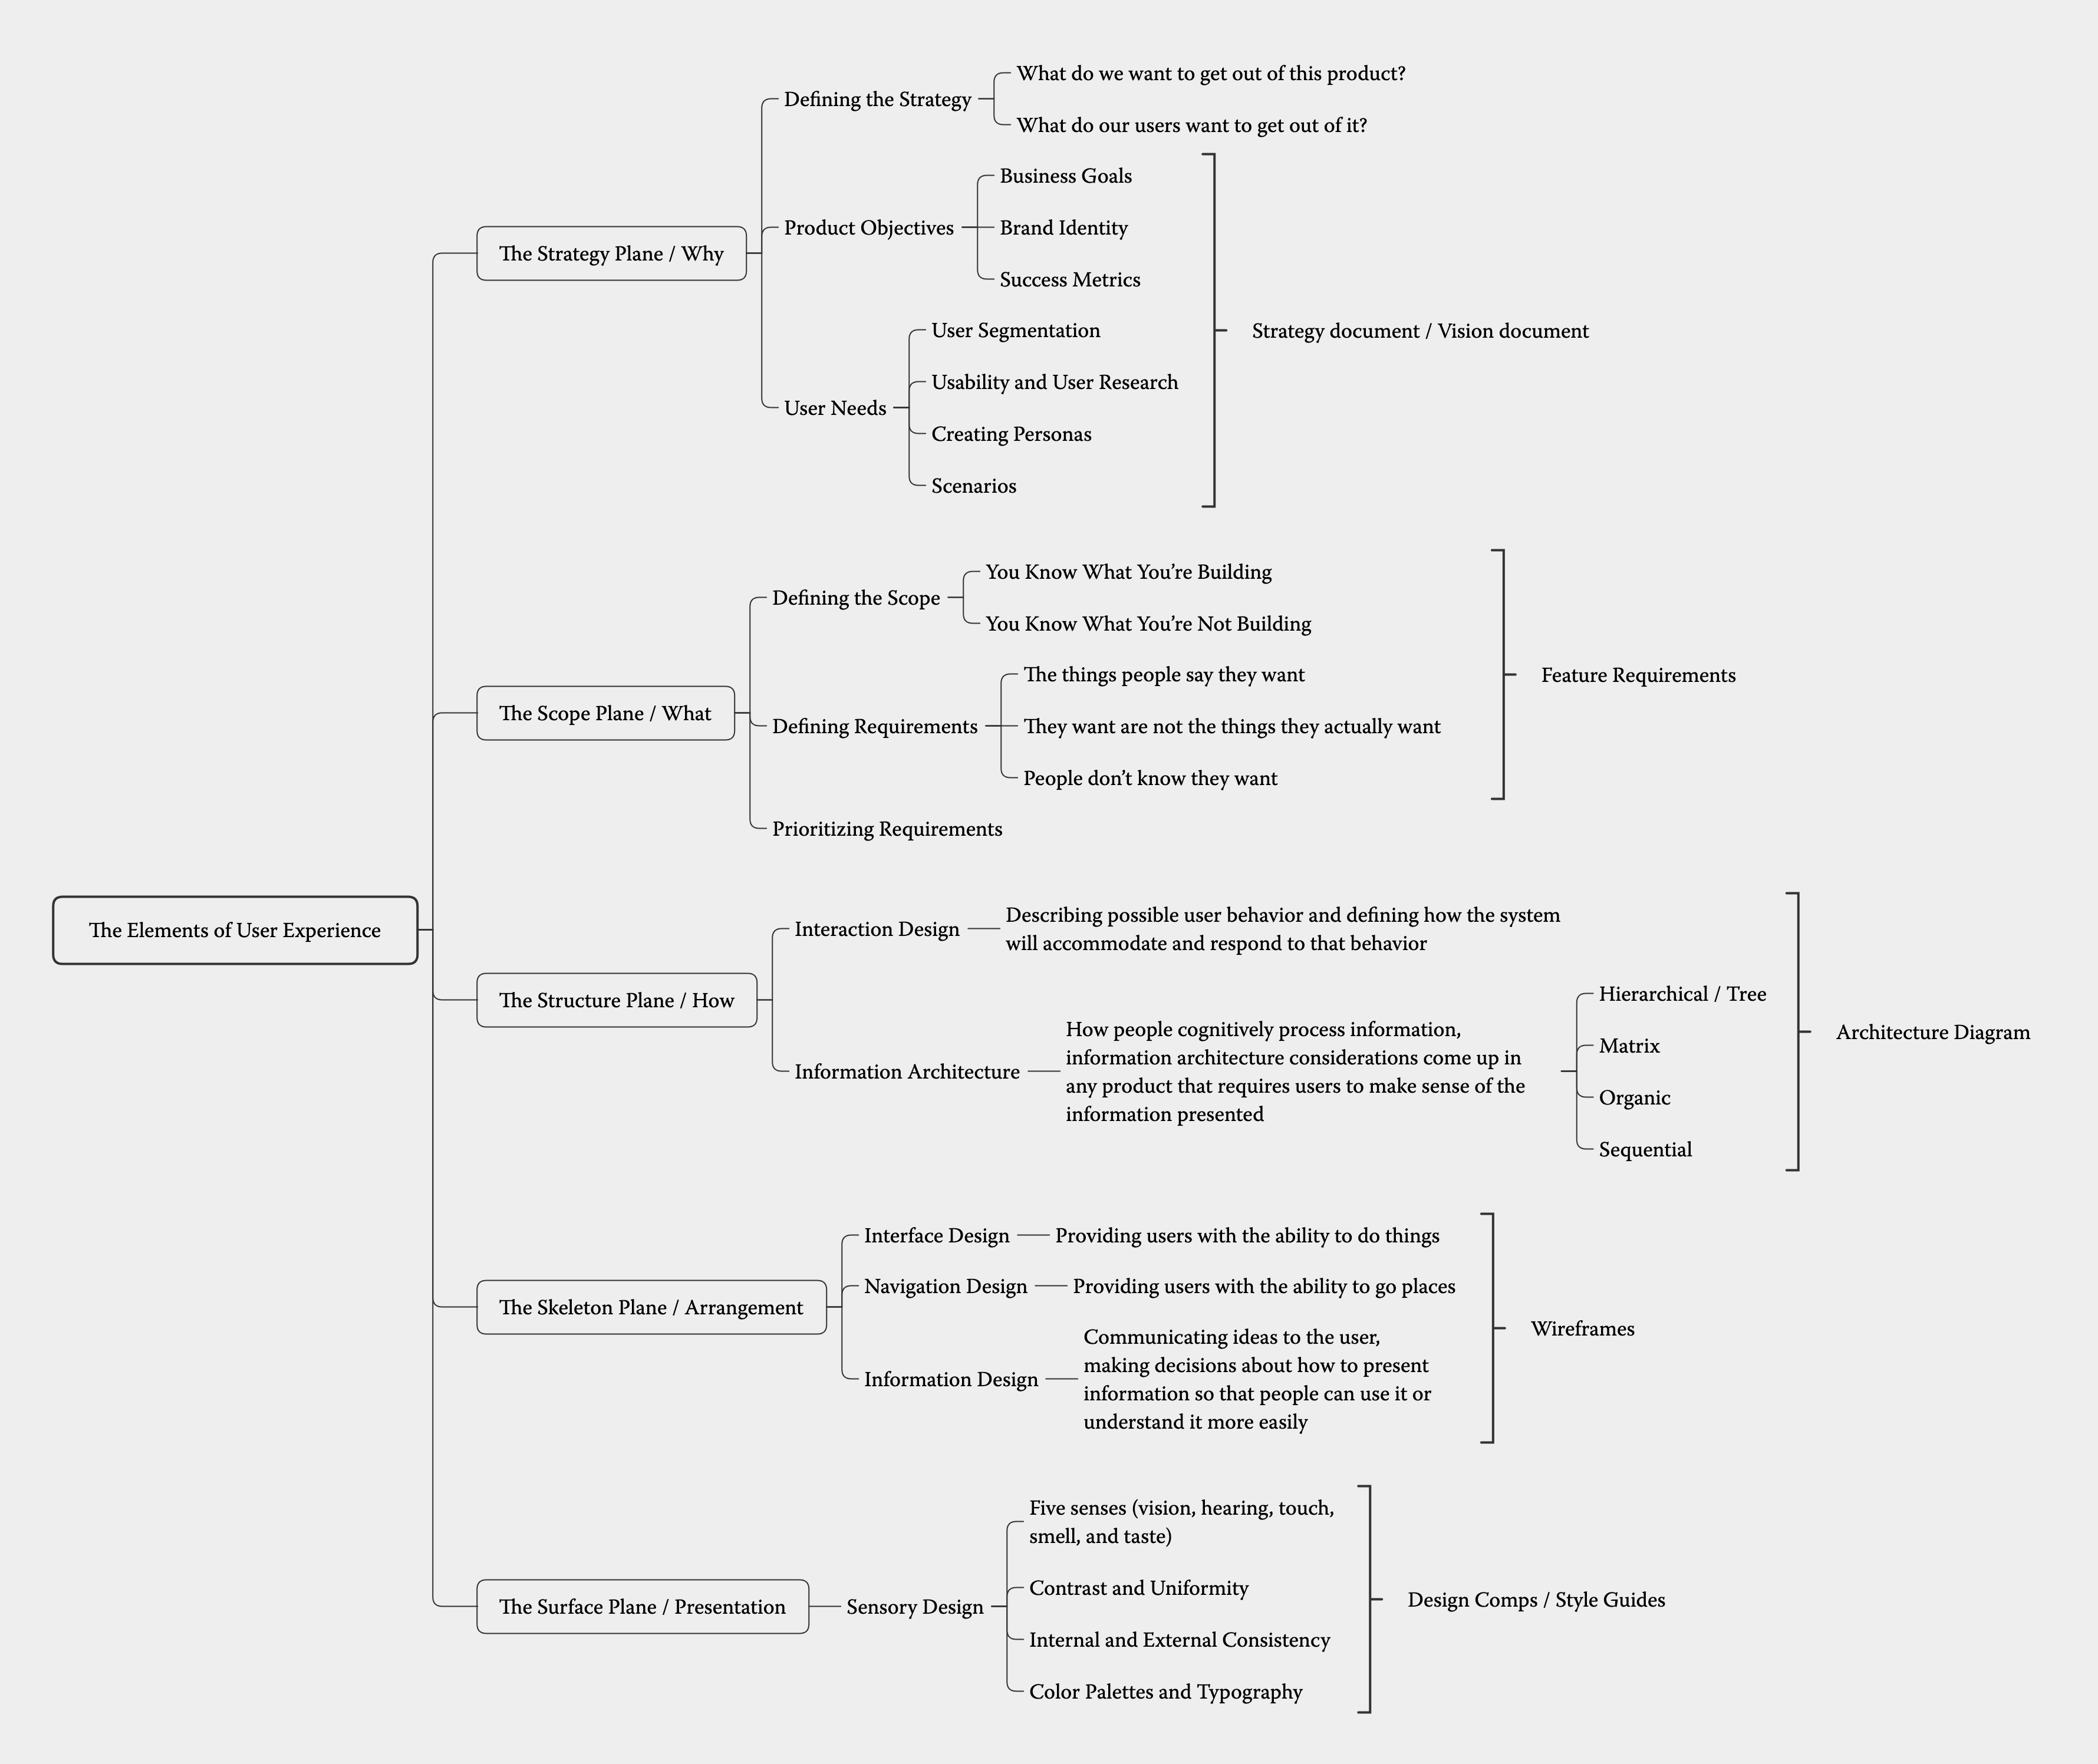 The Elements of User Experience
The Strategy Plane / Why
Defining the Strategy
What do we want to get out of this product?
What do our users want to get out of it?
Product Objectives
Business Goals
Brand Identity
Success Metrics
User Needs
User Segmentation
Usability and User Research
Creating Personas
Scenarios
Strategy document / Vision document
The Scope Plane / What
Defining the Scope
You Know What You’re Building
You Know What You’re Not Building
Defining Requirements
The things people say they want
They want are not the things they actually want
People don’t know they want
Prioritizing Requirements
Feature Requirements
The Structure Plane / How
Interaction Design
Describing possible user behavior and defining how the system
will accommodate and respond to that behavior
Information Architecture
How people cognitively process information,
information architecture considerations come up in
any product that requires users to make sense of the
information presented
Hierarchical / Tree
Matrix
Organic
Sequential
Architecture Diagram
The Skeleton Plane / Arrangement
Interface Design
Providing users with the ability to do things
Navigation Design
Providing users with the ability to go places
Information Design
Communicating ideas to the user,
making decisions about how to present
information so that people can use it or
understand it more easily
Wireframes
The Surface Plane / Presentation
Sensory Design
Five senses (vision, hearing, touch,
smell, and taste)
Contrast and Uniformity
Internal and External Consistency
Color Palettes and Typography
Design Comps / Style Guides